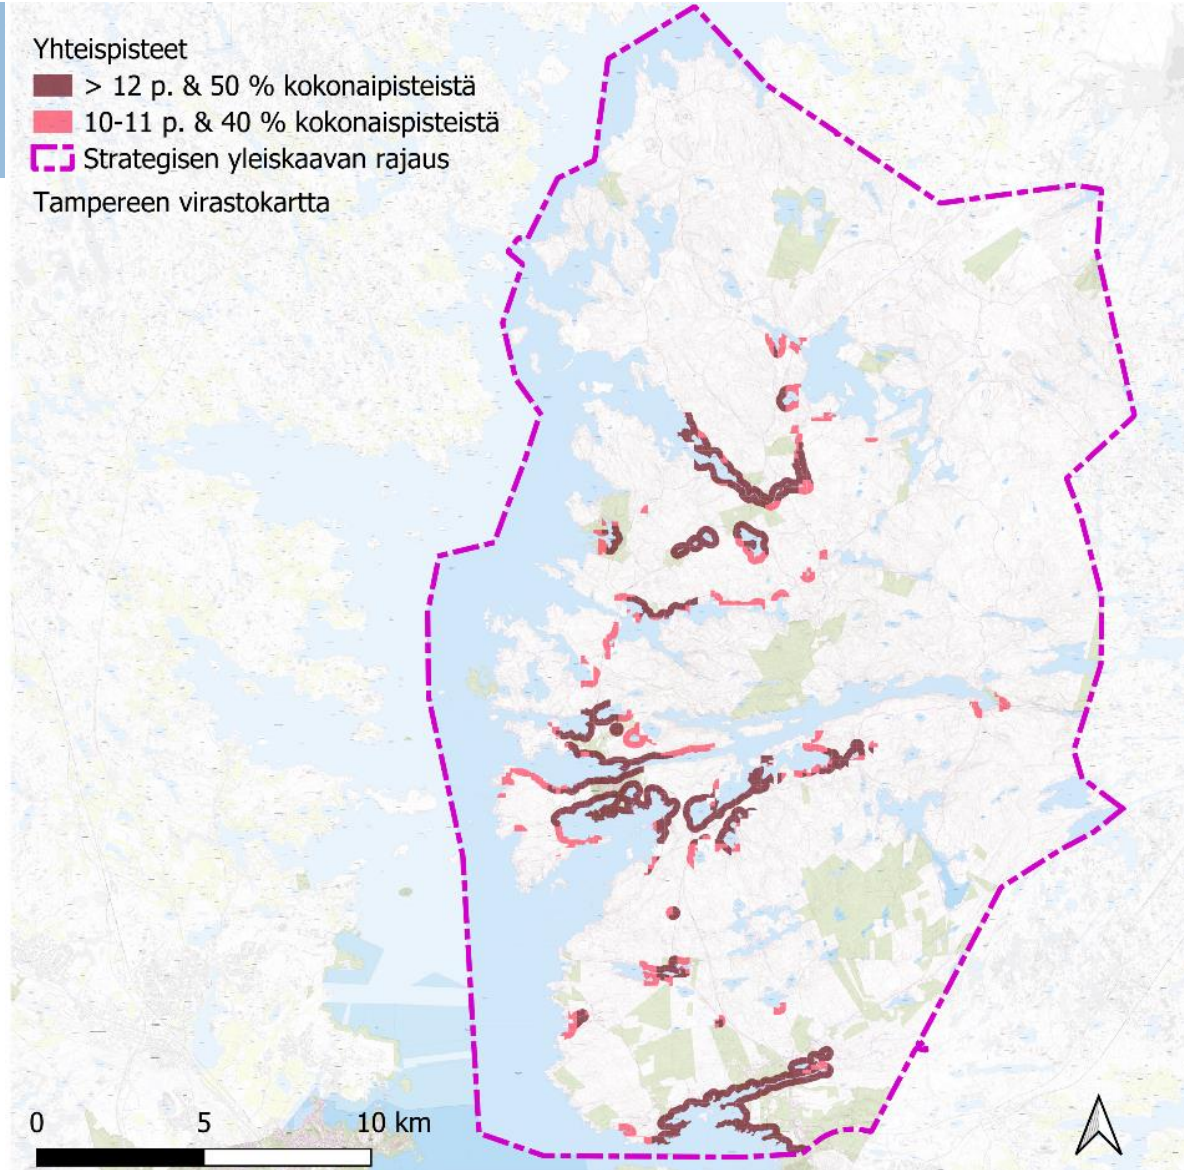 Yhteispisteet
> 12 p. & 50 % kokonaipisteistä
10-11 p. & 40 % kokonaispisteistä
Strategisen yleiskaavan rajaus
Tampereen virastokartta
0 5 10 km